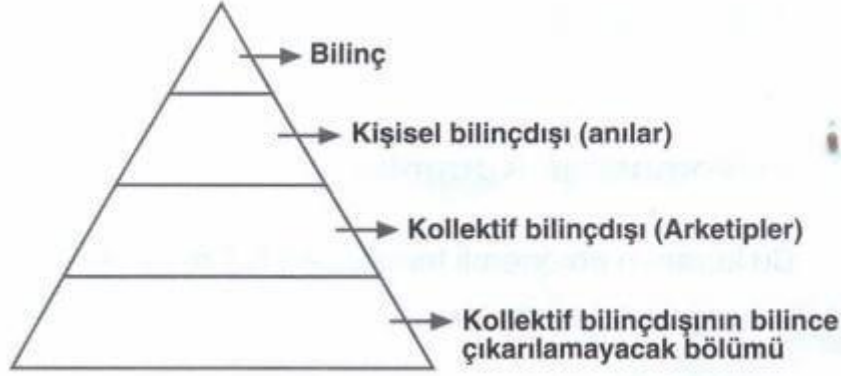 Bilinç
Kişisel bilinçdışı (anılar)
Kollektif bilinçdışı (Arketipler)
Kollektif bilinçdışının bilince
çıkarılamayacak bölümü